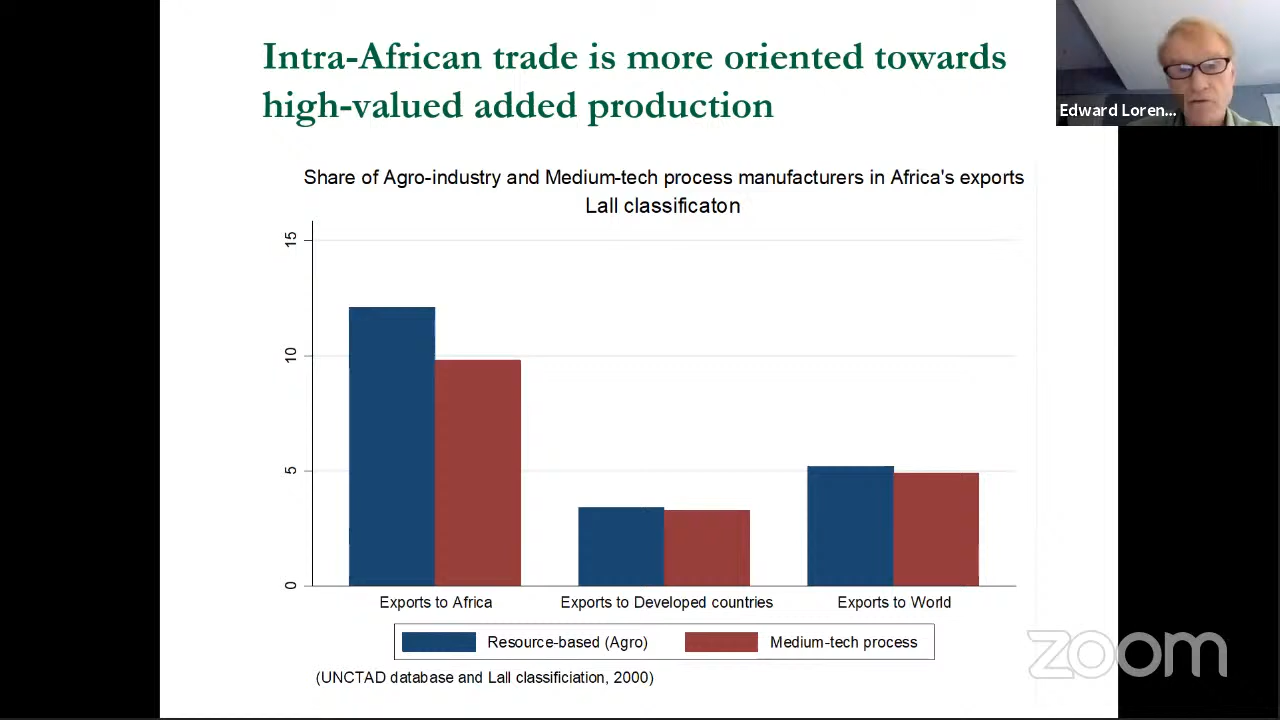 Intra-African trade is more oriented towards
high-valued added production
Edward Loren...
Share of Agro-industry and Medium-tech process manufacturers in Africa's exports
Lall classificaton
15
10
5
0
Exports to Africa
Exports to Developed countries
Exports to World
Resource-based (Agro)
Medium-tech process
(UNCTAD database and Lall classificiation, 2000)
zoom